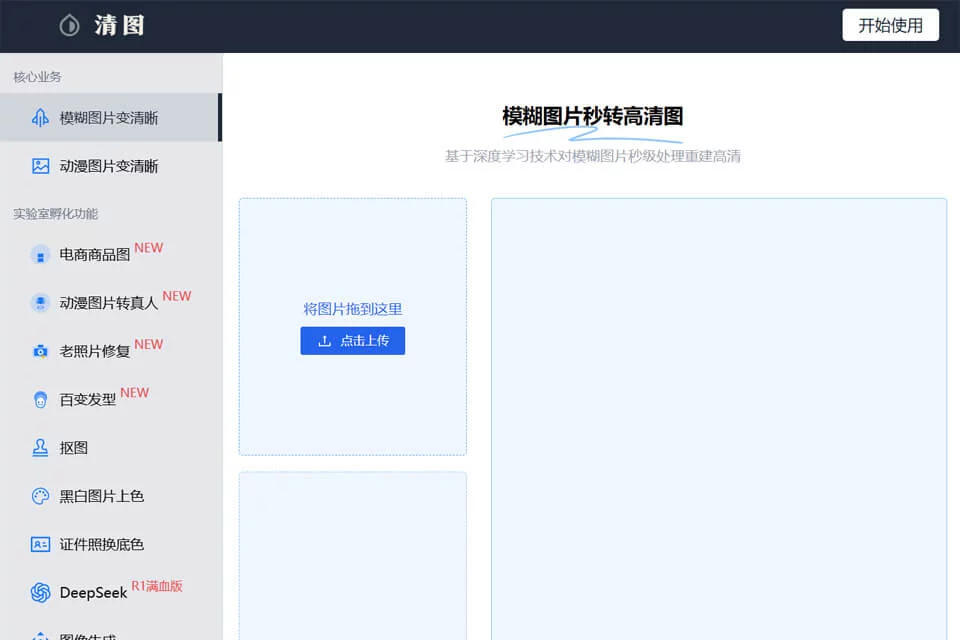 清图
开始使用
核心业务
模糊图片变清晰
动漫图片变清晰
实验室孵化功能
电商商品图 NEW
动漫图片转真人 NEW
老照片修复 NEW
百变发型 NEW
抠图
黑白图片上色
证件照换底色
DeepSeek R1满血版
图像生成
模糊图片秒转高清图
基于深度学习技术对模糊图片秒级处理重建高清
将图片拖到这里
点击上传